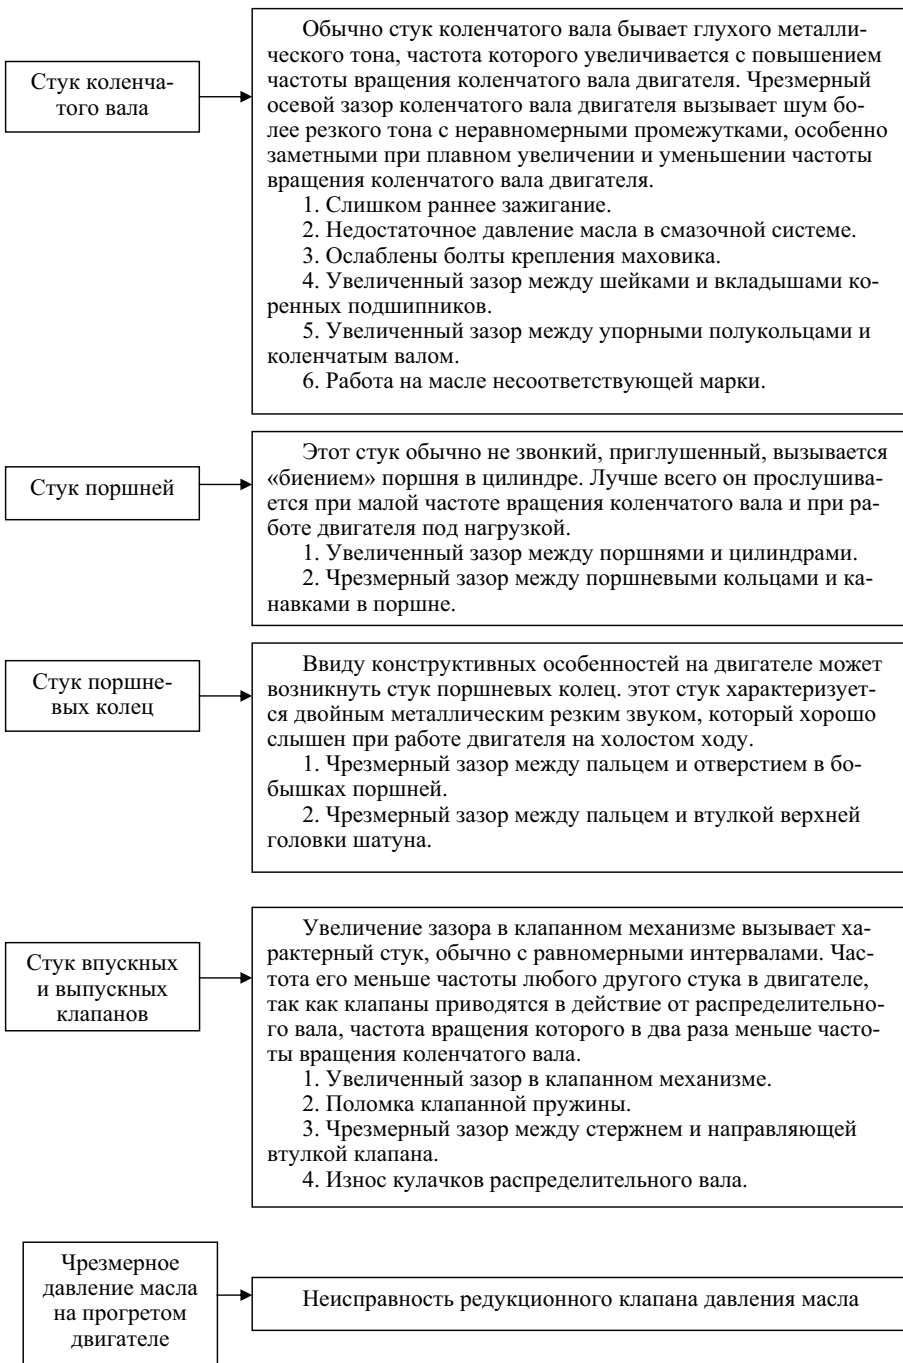 Стук коленча-
того вала
Обычно стук коленчатого вала бывает глухого металли-
ческого тона, частота которого увеличивается с повышением
частоты вращения коленчатого вала двигателя. Чрезмерный
осевой зазор коленчатого вала двигателя вызывает шум бо-
лее резкого тона с неравномерными промежутками, особенно
заметными при плавном увеличении и уменьшении частоты
вращения коленчатого вала двигателя.
1. Слишком раннее зажигание.
2. Недостаточное давление масла в смазочной системе.
3. Ослаблены болты крепления маховика.
4. Увеличенный зазор между шейками и вкладышами ко-
ренных подшипников.
5. Увеличенный зазор между упорными полукольцами и
коленчатым валом.
6. Работа на масле несоответствующей марки.
Стук поршней
Этот стук обычно не звонкий, приглушенный, вызывается
«биением» поршня в цилиндре. Лучше всего он прослушива-
ется при малой частоте вращения коленчатого вала и при ра-
боте двигателя под нагрузкой.
1. Увеличенный зазор между поршнями и цилиндрами.
2. Чрезмерный зазор между поршневыми кольцами и ка-
навками в поршне.
Стук поршне-
вых колец
Ввиду конструктивных особенностей на двигателе может
возникнуть стук поршневых колец. этот стук характеризует-
ся двойным металлическим резким звуком, который хорошо
слышен при работе двигателя на холостом ходу.
1. Чрезмерный зазор между пальцем и отверстием в бо-
бышках поршней.
2. Чрезмерный зазор между пальцем и втулкой верхней
головки шатуна.
Стук впускных
и выпускных
клапанов
Увеличение зазора в клапанном механизме вызывает ха-
рактерный стук, обычно с равномерными интервалами. Час-
тота его меньше частоты любого другого стука в двигателе,
так как клапаны приводятся в действие от распределительно-
го вала, частота вращения которого в два раза меньше часто-
ты вращения коленчатого вала.
1. Увеличенный зазор в клапанном механизме.
2. Поломка клапанной пружины.
3. Чрезмерный зазор между стержнем и направляющей
втулкой клапана.
4. Износ кулачков распределительного вала.
Чрезмерное
давление масла
на прогретом
двигателе
Неисправность редукционного клапана давления масла